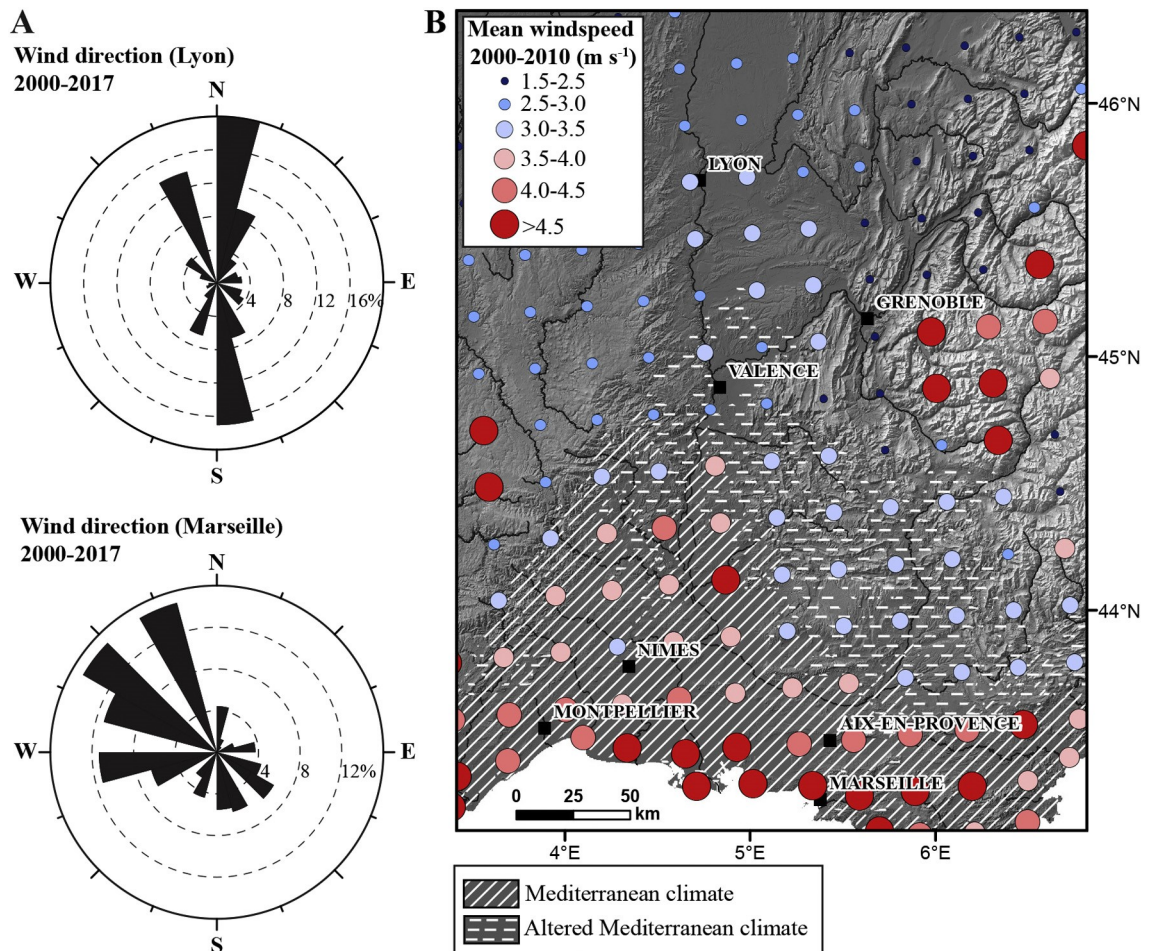 A
Wind direction (Lyon)
2000-2017
N
W
E
4
8
12
16%
S
Wind direction (Marseille)
2000-2017
N
W
E
4
8
12%
S
B
Mean windspeed
2000-2010 (m s⁻¹)
1.5-2.5
2.5-3.0
3.0-3.5
3.5-4.0
4.0-4.5
>4.5
46°N
LYON
GRENOBLE
45°N
VALENCE
44°N
NIMES
MONTPELLIER
AIX-EN-PROVENCE
MARSEILLE
0 25 50
km
4°E
5°E
6°E
Mediterranean climate
Altered Mediterranean climate